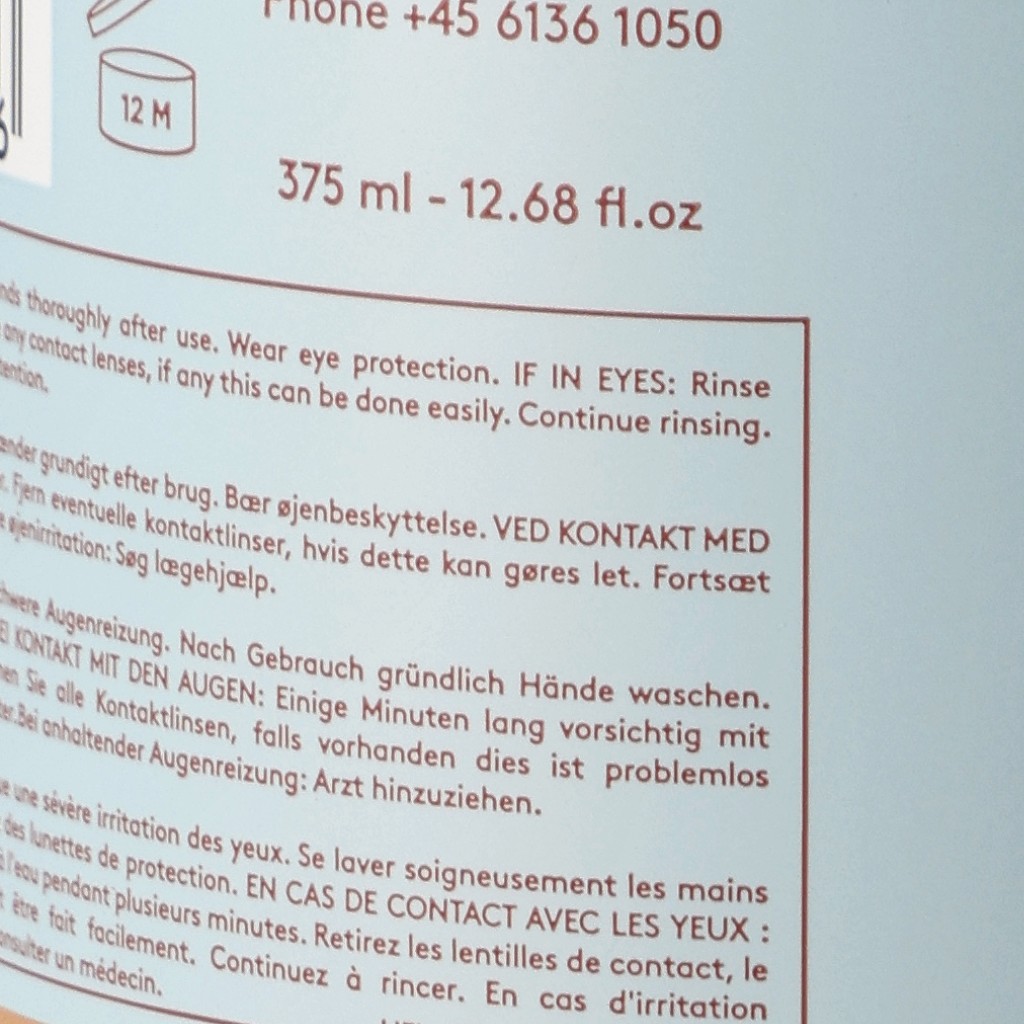 Phone +45 6136 1050
12 M
375 ml - 12.68 fl.oz
thoroughly after use. Wear eye protection. IF IN EYES: Rinse
any contact lenses, if any this can be done easily. Continue rinsing.
grundigt efter brug. Bær øjenbeskyttelse. VED KONTAKT MED
Fjern eventuelle kontaktlinser, hvis dette kan gøres let. Fortsæt
øjenirritation: Søg lægehjælp.
Augenreizung. Nach Gebrauch gründlich Hände waschen.
KONTAKT MIT DEN AUGEN: Einige Minuten lang vorsichtig mit
Sie alle Kontaktlinsen, falls vorhanden dies ist problemlos
Bei anhaltender Augenreizung: Arzt hinzuziehen.
une sévère irritation des yeux. Se laver soigneusement les mains
des lunettes de protection. EN CAS DE CONTACT AVEC LES YEUX :
à l'eau pendant plusieurs minutes. Retirez les lentilles de contact, le
être fait facilement. Continuez à rincer. En cas d'irritation
un médecin.